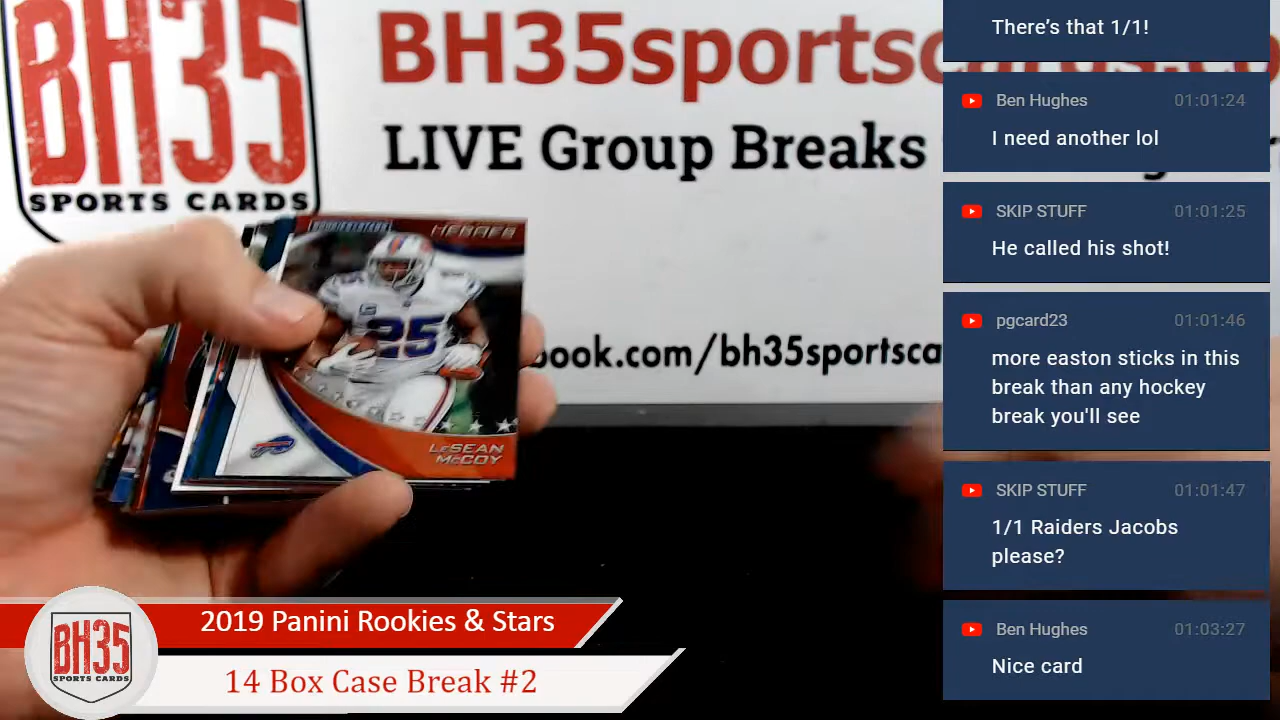 BH35
SPORTS CARDS
BH35sportscards.co
LIVE Group Breaks
book.com/bh35sportsca
ROOKIES & STARS
HEROES
25
LeSEAN
McCOY
There's that 1/1!
Ben Hughes 01:01:24
I need another lol
SKIP STUFF 01:01:25
He called his shot!
pgcard23 01:01:46
more easton sticks in this
break than any hockey
break you'll see
SKIP STUFF 01:01:47
1/1 Raiders Jacobs
please?
Ben Hughes 01:03:27
Nice card
BH35
SPORTS CARDS
2019 Panini Rookies & Stars
14 Box Case Break #2